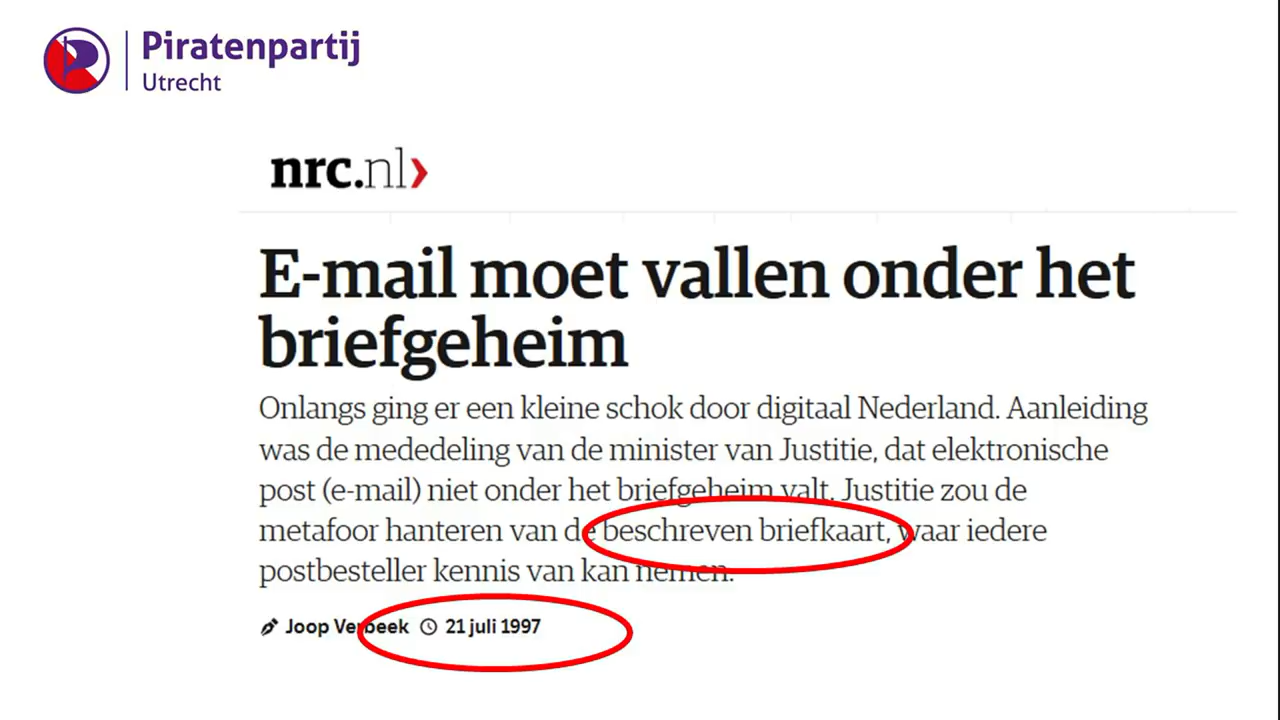 Piratenpartij
Utrecht
nrc.nl
E-mail moet vallen onder het
briefgeheim
Onlangs ging er een kleine schok door digitaal Nederland. Aanleiding
was de mededeling van de minister van Justitie, dat elektronische
post (e-mail) niet onder het briefgeheim valt. Justitie zou de
metafoor hanteren van de beschreven briefkaart, waar iedere
postbesteller kennis van kan nemen.
Joop Verbeek 21 juli 1997